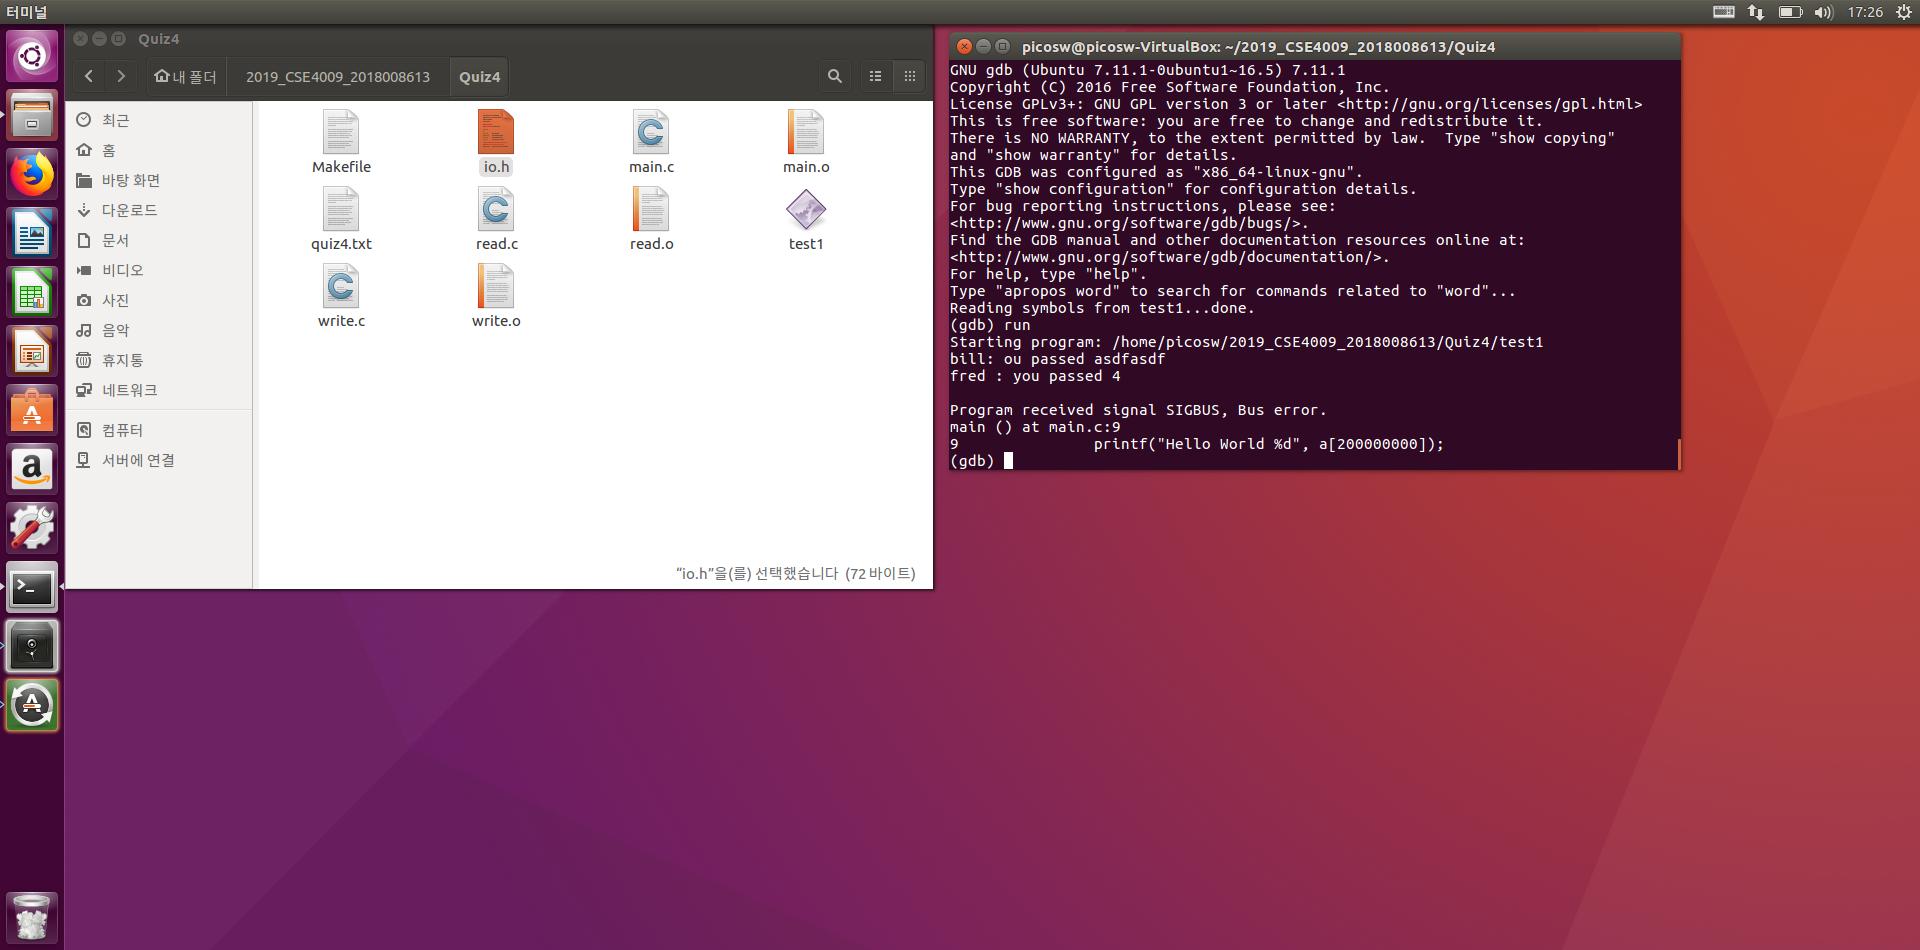 터미널
17:26
Quiz4
내 폴더
2019_CSE4009_2018008613
Quiz4
최근
홈
바탕 화면
다운로드
문서
비디오
사진
음악
휴지통
네트워크
컴퓨터
서버에 연결
Makefile
io.h
main.c
main.o
quiz4.txt
read.c
read.o
test1
write.c
write.o
“io.h”을(를) 선택했습니다 (72 바이트)
picosw@picosw-VirtualBox: ~/2019_CSE4009_2018008613/Quiz4
GNU gdb (Ubuntu 7.11.1-0ubuntu1~16.5) 7.11.1
Copyright (C) 2016 Free Software Foundation, Inc.
License GPLv3+: GNU GPL version 3 or later <http://gnu.org/licenses/gpl.html>
This is free software: you are free to change and redistribute it.
There is NO WARRANTY, to the extent permitted by law.  Type "show copying"
and "show warranty" for details.
This GDB was configured as "x86_64-linux-gnu".
Type "show configuration" for configuration details.
For bug reporting instructions, please see:
<http://www.gnu.org/software/gdb/bugs/>.
Find the GDB manual and other documentation resources online at:
<http://www.gnu.org/software/gdb/documentation/>.
For help, type "help".
Type "apropos word" to search for commands related to "word"...
Reading symbols from test1...done.
(gdb) run
Starting program: /home/picosw/2019_CSE4009_2018008613/Quiz4/test1
bill: ou passed asdfasdf
fred : you passed 4
Program received signal SIGBUS, Bus error.
main () at main.c:9
9               printf("Hello World %d", a[200000000]);
(gdb)